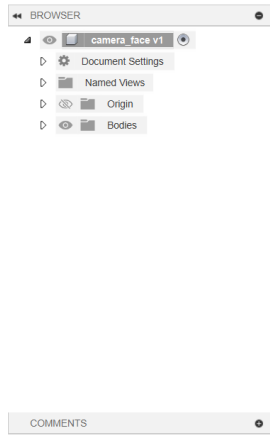 BROWSER
camera_face v1
Document Settings
Named Views
Origin
Bodies
COMMENTS